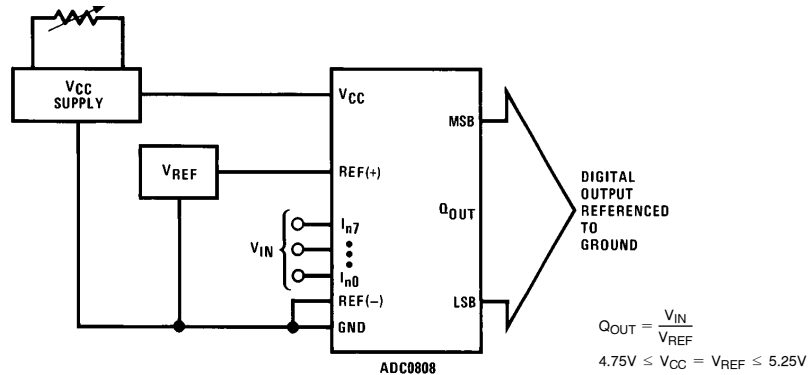 VCC
SUPPLY
VCC
MSB
VREF
REF(+)
DIGITAL
OUTPUT
REFERENCED
TO
GROUND
QOUT
VIN
In7
In0
REF(−)
LSB
GND
ADC0808
QOUT = VIN / VREF
4.75V ≤ VCC = VREF ≤ 5.25V